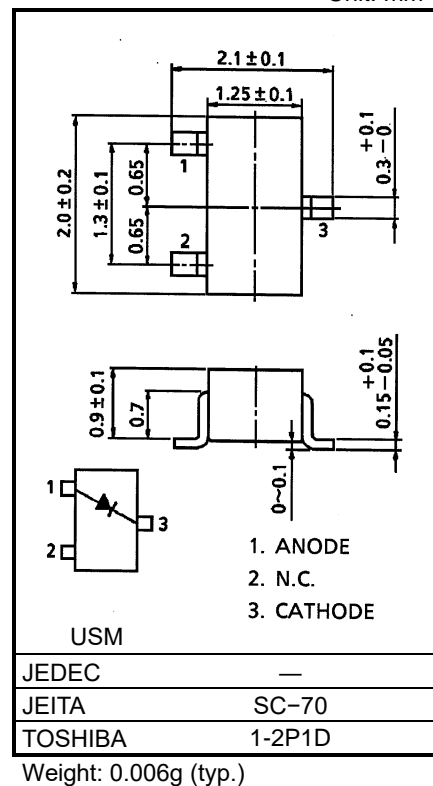 2.1±0.1
1.25±0.1
+0.1
0.3−0
2.0±0.2
1.3±0.1
0.65
0.65
1
2
3
0.9±0.1
0.7
+0.1
0.15−0.05
0~0.1
1
2
3
1. ANODE
2. N.C.
3. CATHODE
USM
JEDEC —
JEITA SC−70
TOSHIBA 1-2P1D
Weight: 0.006g (typ.)